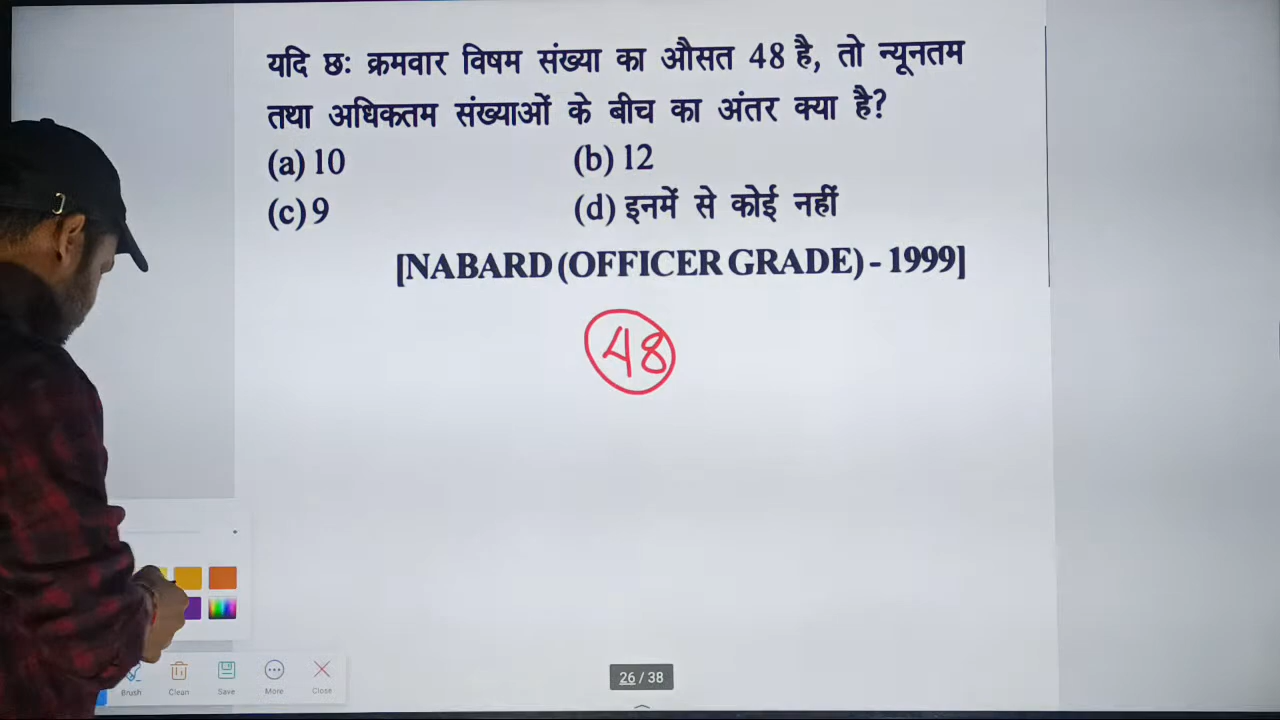 यदि छः क्रमवार विषम संख्या का औसत 48 है, तो न्यूनतम
तथा अधिकतम संख्याओं के बीच का अंतर क्या है?
(a) 10 (b) 12
(c) 9 (d) इनमें से कोई नहीं
[NABARD (OFFICER GRADE) - 1999]
48
Brush Clean Save More Close
26 / 38